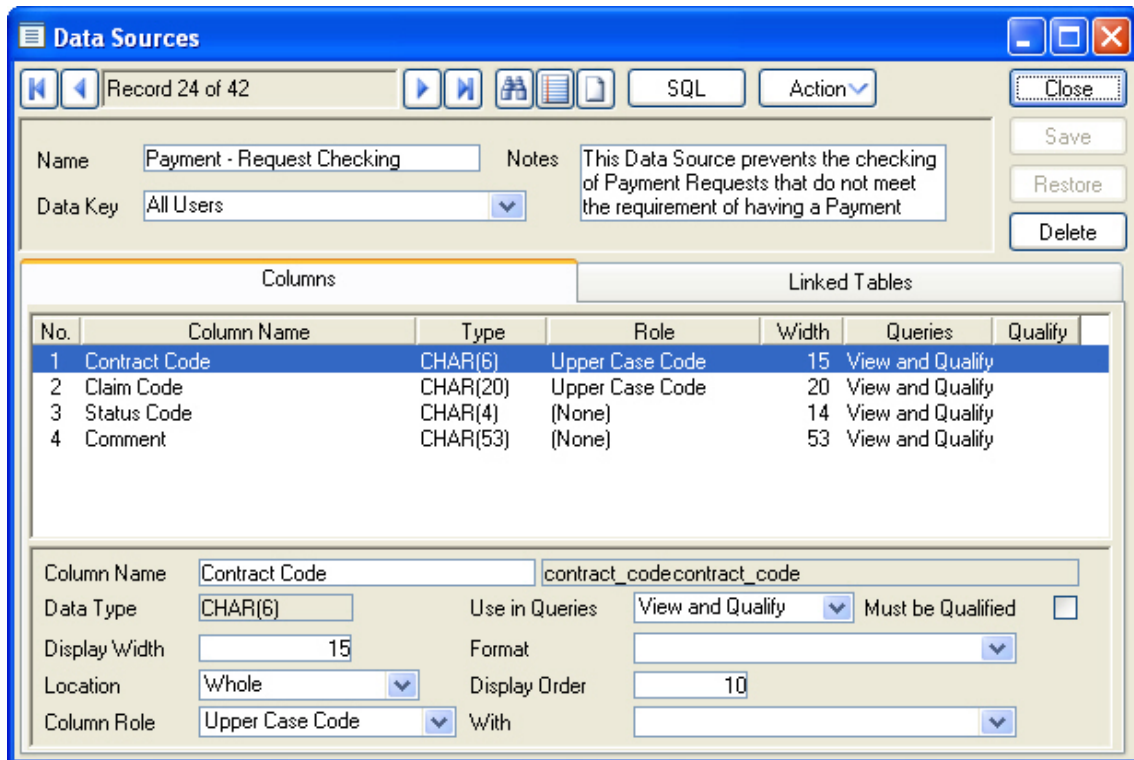 Data Sources
Record 24 of 42 SQL Action Close
Save
Name Payment - Request Checking Notes This Data Source prevents the checking
of Payment Requests that do not meet
the requirement of having a Payment
Restore
Data Key All Users
Delete
Columns Linked Tables
No. Column Name Type Role Width Queries Qualify
1 Contract Code CHAR(6) Upper Case Code 15 View and Qualify
2 Claim Code CHAR(20) Upper Case Code 20 View and Qualify
3 Status Code CHAR(4) (None) 14 View and Qualify
4 Comment CHAR(53) (None) 53 View and Qualify
Column Name Contract Code contract_codecontract_code
Data Type CHAR(6) Use in Queries View and Qualify Must be Qualified
Display Width 15 Format
Location Whole Display Order 10
Column Role Upper Case Code With